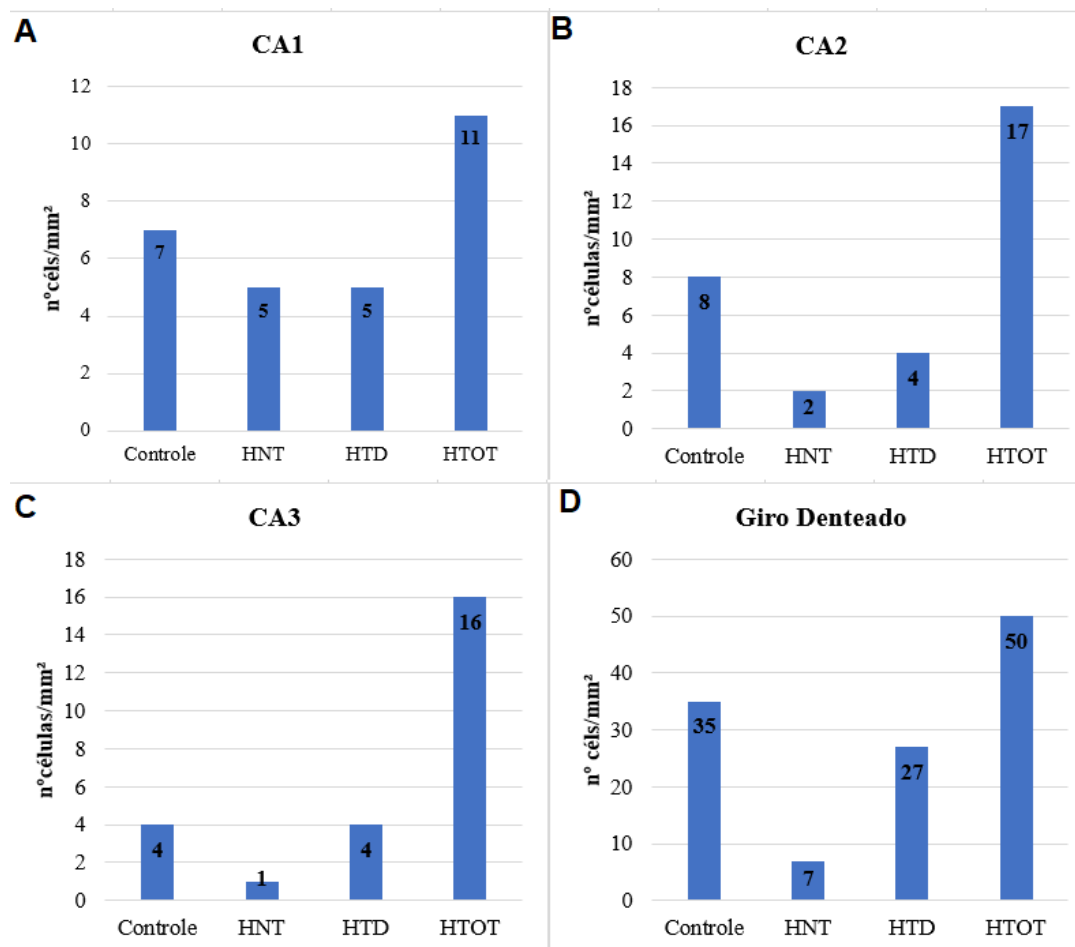 A
CA1
n°céls/mm²
12
10
8
6
4
2
0
7
5
5
11
Controle
HNT
HTD
HTOT
B
CA2
n°células/mm²
18
16
14
12
10
8
6
4
2
0
8
2
4
17
Controle
HNT
HTD
HTOT
C
CA3
n°células/mm²
18
16
14
12
10
8
6
4
2
0
4
1
4
16
Controle
HNT
HTD
HTOT
D
Giro Denteado
n° céls/mm²
60
50
40
30
20
10
0
35
7
27
50
Controle
HNT
HTD
HTOT